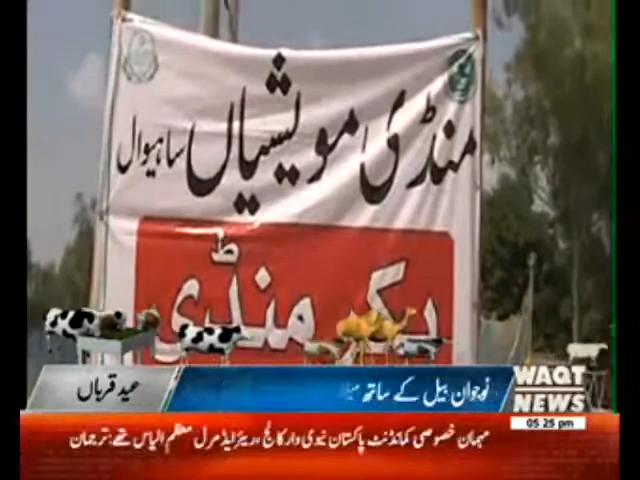 منڈی مویشیاں ساہیوال
بکر منڈی
عید قرباں
نوجوان بیل کے ساتھ
WAQT
NEWS
05 25 pm
مہمان خصوصی کمانڈنٹ پاکستان نیوی وار کالج و ریئر ایڈمرل معظم الیاس تھے: ترجمان